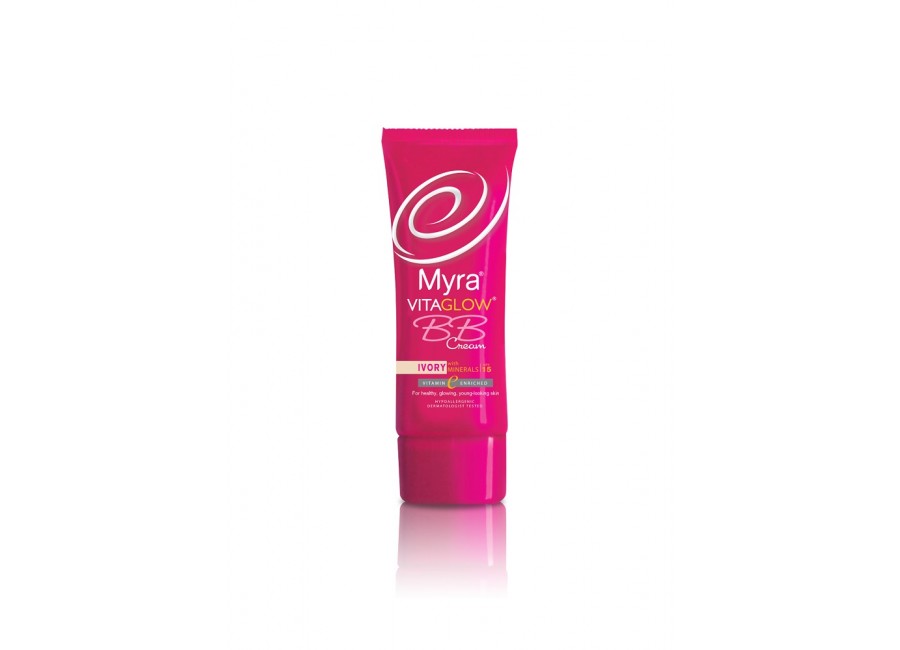 Myra®
VITAGLOW®
BB
Cream
IVORY with MINERALS 15
VITAMIN e ENRICHED
For healthy, glowing, young-looking skin
HYPOALLERGENIC
DERMATOLOGIST TESTED